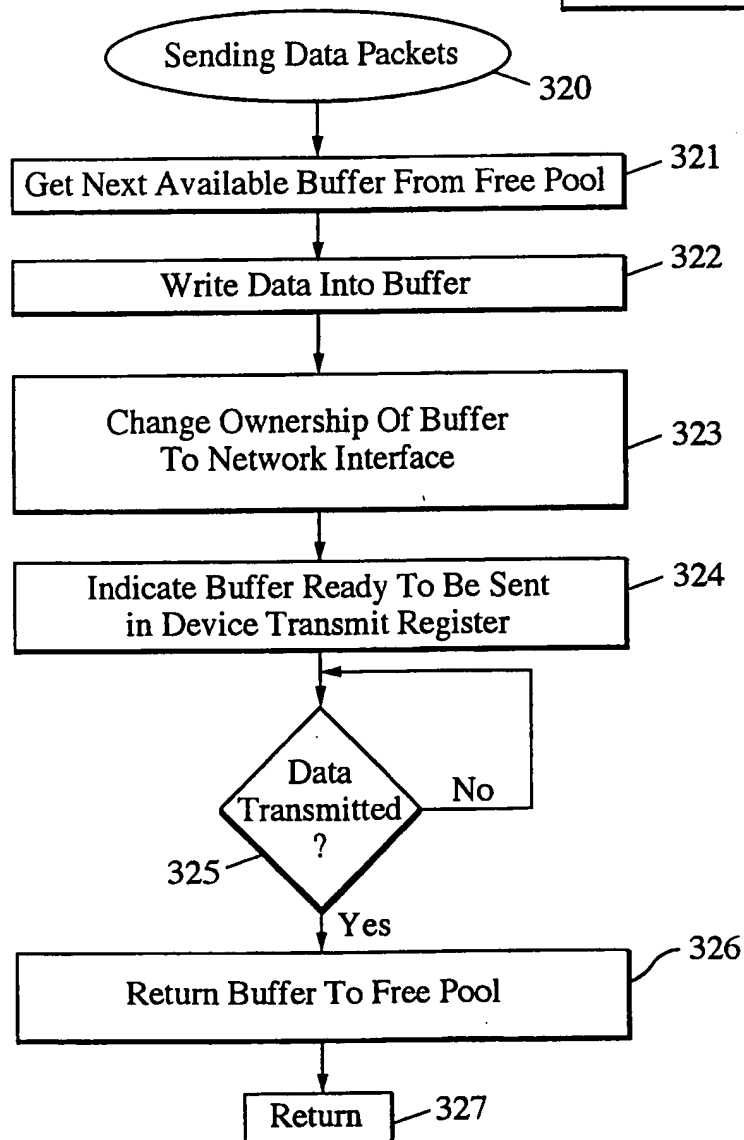 Sending Data Packets
320
Get Next Available Buffer From Free Pool
321
Write Data Into Buffer
322
Change Ownership Of Buffer
To Network Interface
323
Indicate Buffer Ready To Be Sent
in Device Transmit Register
324
Data
Transmitted
?
No
325
Yes
Return Buffer To Free Pool
326
Return
327